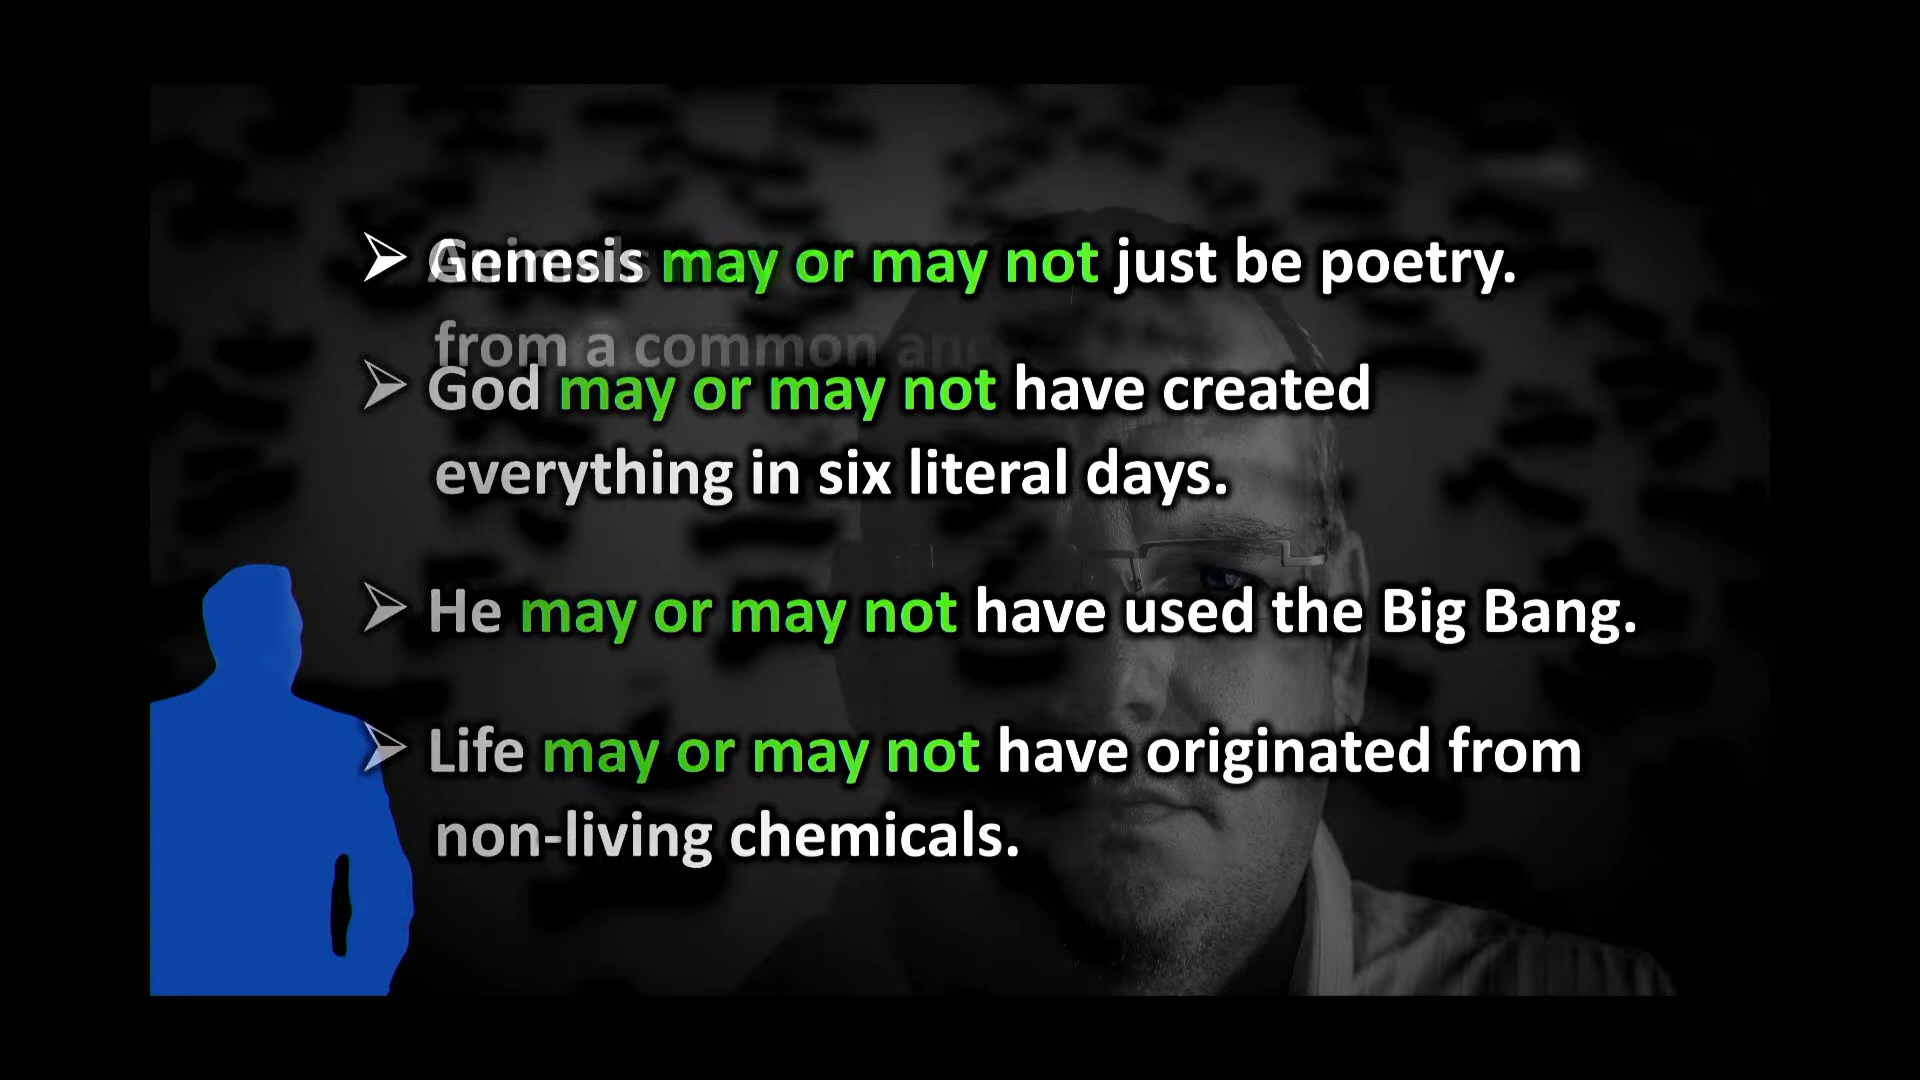 Genesis may or may not just be poetry.
from a common
God may or may not have created
everything in six literal days.
He may or may not have used the Big Bang.
Life may or may not have originated from
non-living chemicals.